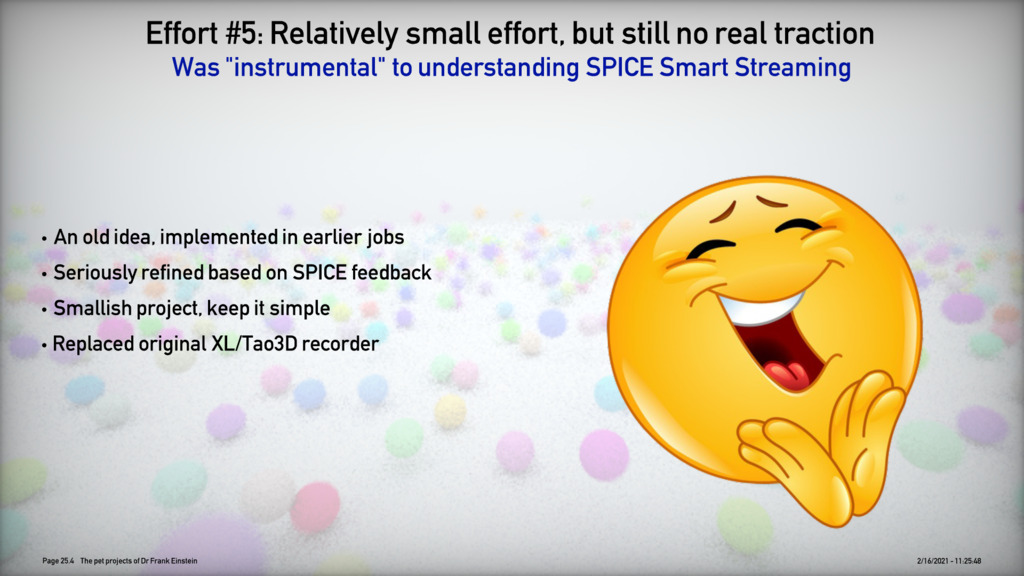 Effort #5: Relatively small effort, but still no real traction
Was "instrumental" to understanding SPICE Smart Streaming
• An old idea, implemented in earlier jobs
• Seriously refined based on SPICE feedback
• Smallish project, keep it simple
• Replaced original XL/Tao3D recorder
Page 25.4 The pet projects of Dr Frank Einstein
2/16/2021 - 11:25:48